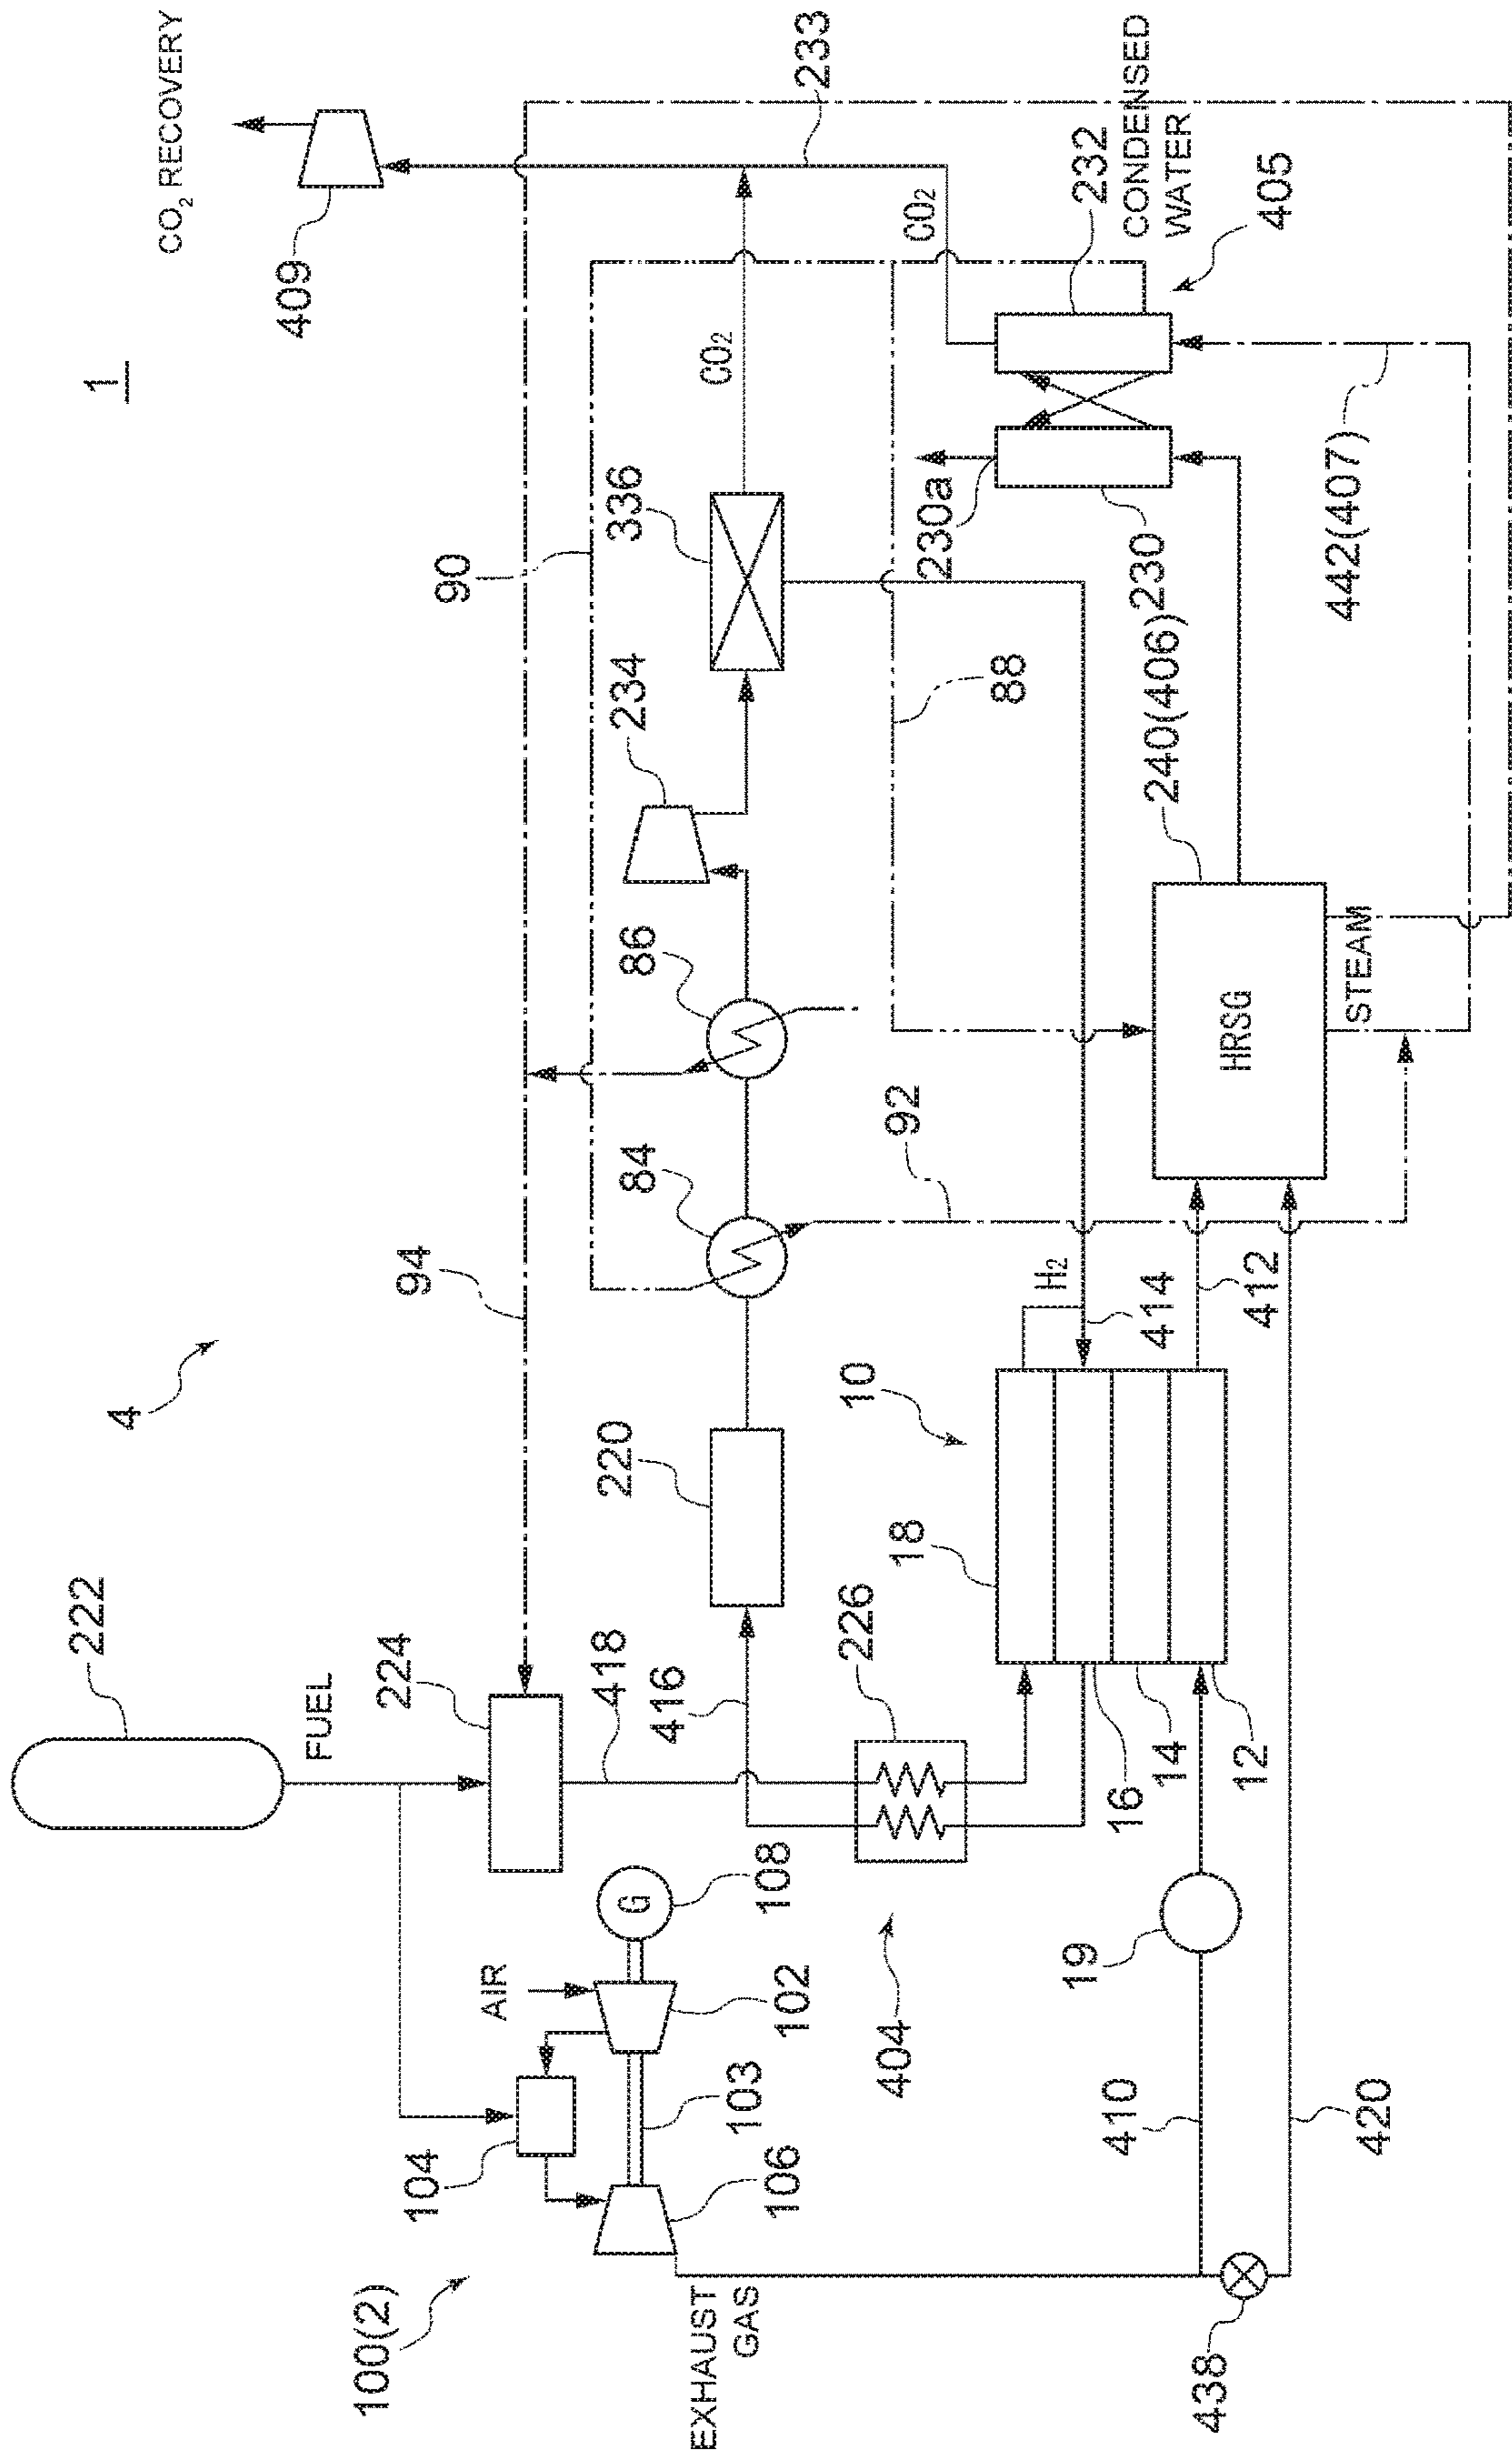 1
4
222
CO₂ RECOVERY
409
FUEL
100(2)
104
224
94
90
AIR
G
108
102
103
106
418
416
220
84
86
234
336
CO₂
233
EXHAUST
GAS
404
226
18
10
92
88
230a
CO₂
H₂
414
19
410
16
14
12
412
240(406)
230
232
CONDENSED
WATER
405
HRSG
STEAM
442(407)
438
420